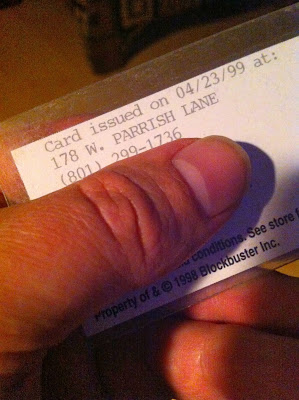 Card issued on 04/23/99 at:
178 W. PARRISH LANE
(801) 299-1736
conditions. See store
Property of & © 1998 Blockbuster Inc.